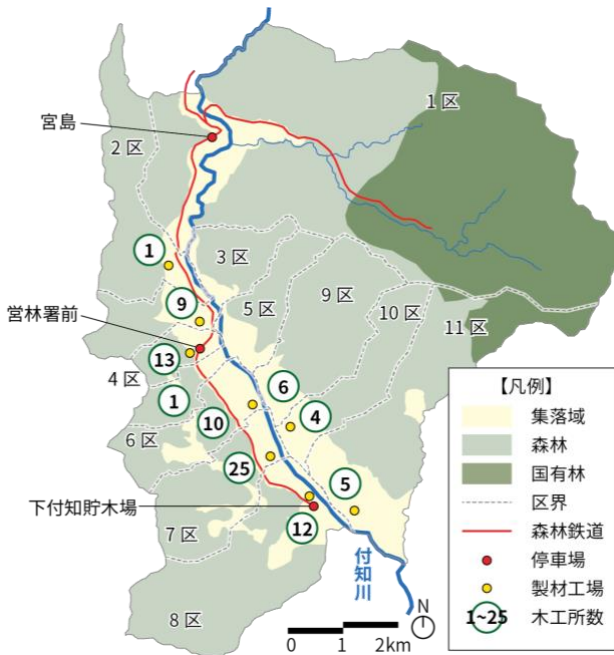 1区
宮島
2区
1
3区
9区
5区
10区
営林署前
9
11区
13
4区
6
1
10
4
6区
25
5
下付知貯木場
12
7区
付知川
8区
N
0 1 2km
【凡例】
集落域
森林
国有林
区界
森林鉄道
停車場
製材工場
1~25 木工所数